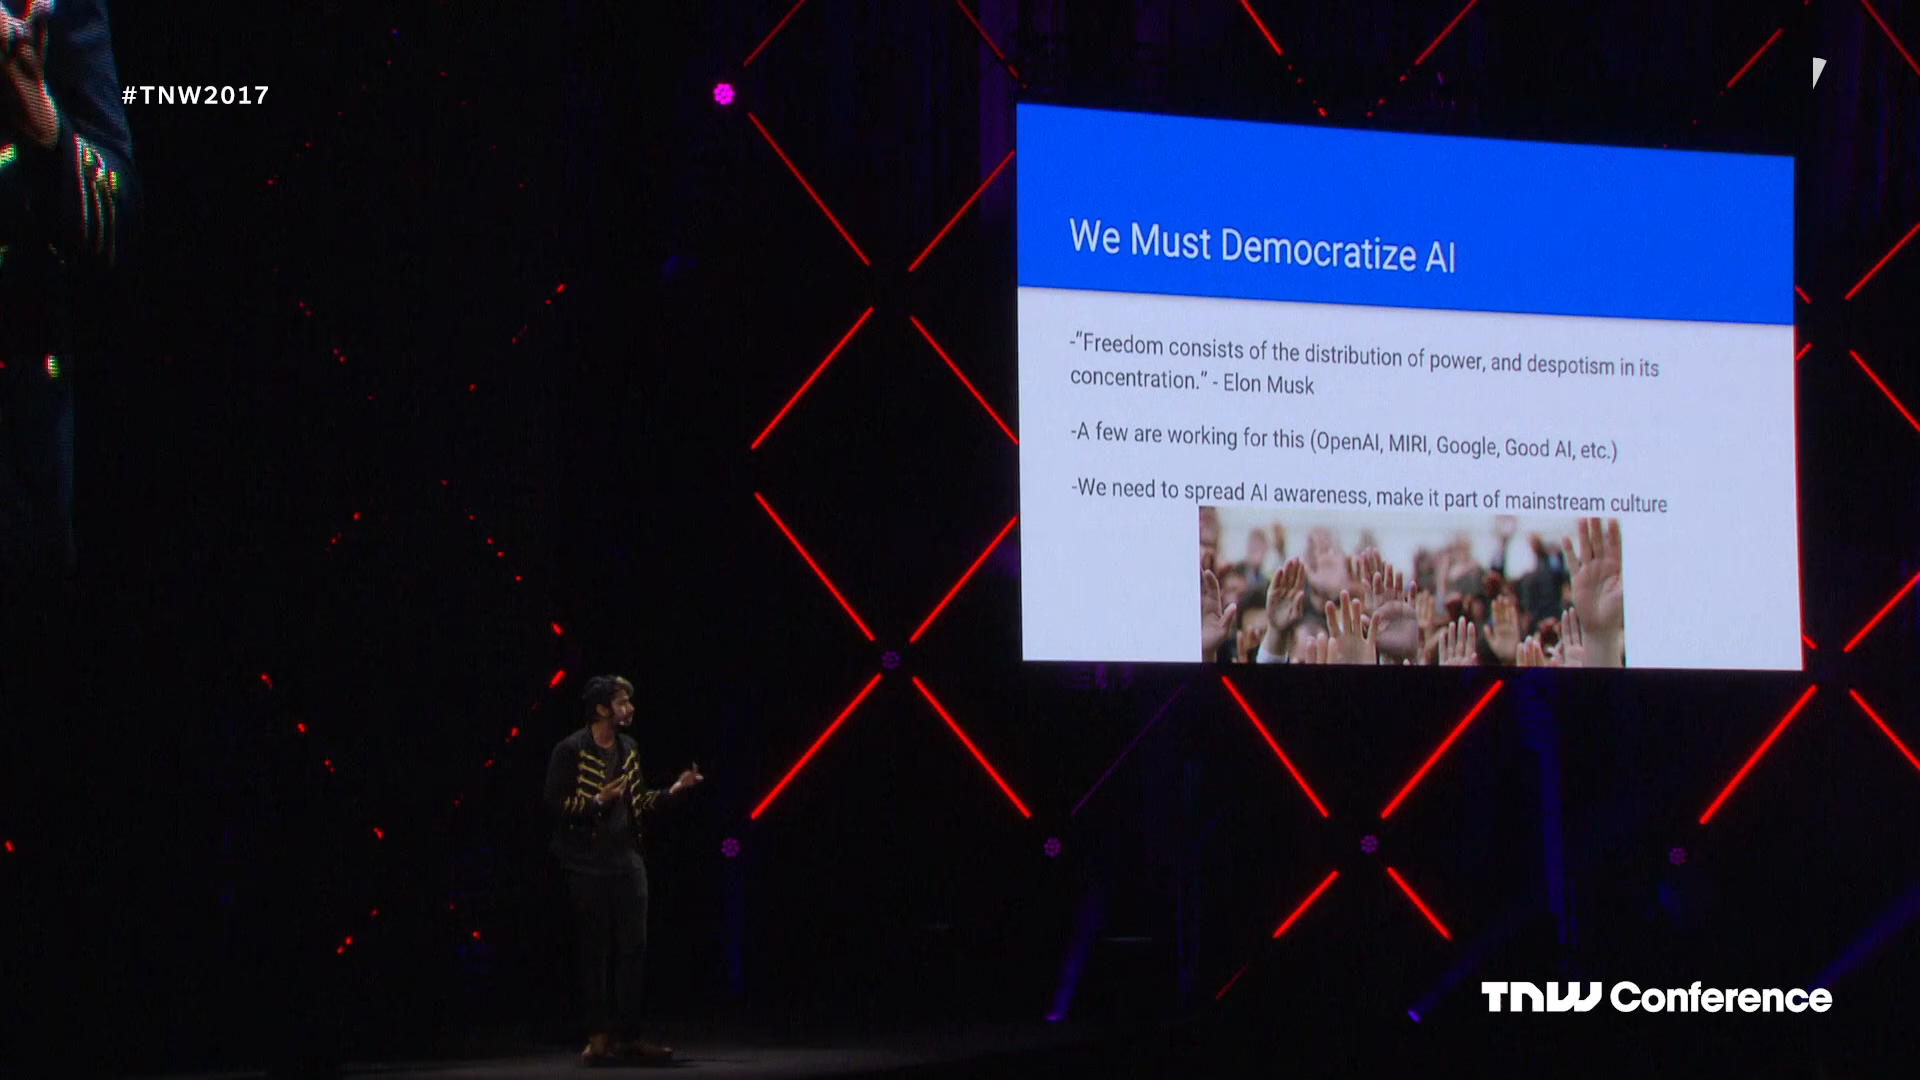 #TNW2017
We Must Democratize AI
-"Freedom consists of the distribution of power, and despotism in its
concentration." - Elon Musk
-A few are working for this (OpenAI, MIRI, Google, Good AI, etc.)
-We need to spread AI awareness, make it part of mainstream culture
TNW Conference